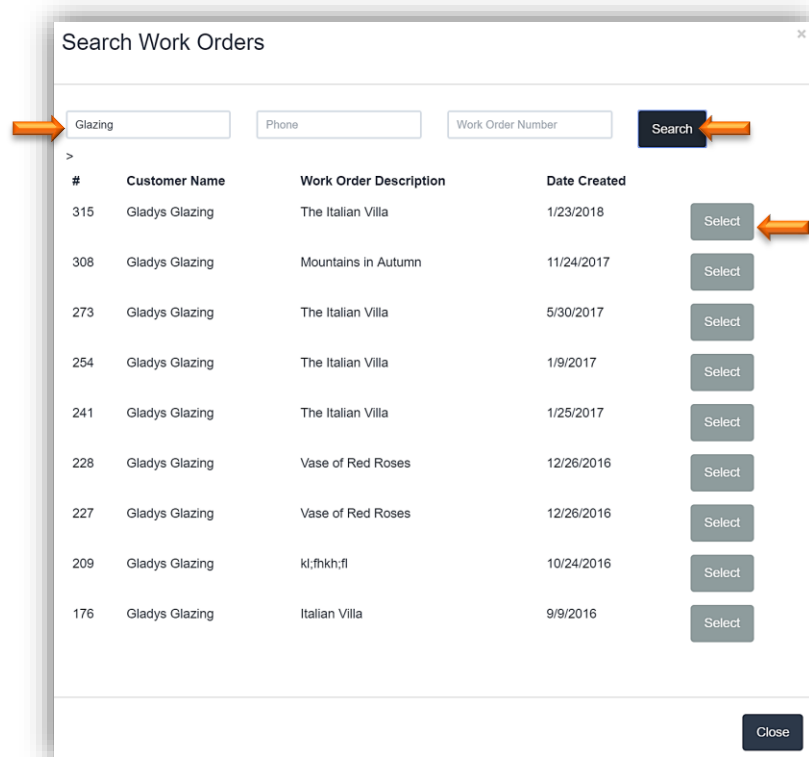 Search Work Orders ×
Glazing Phone Work Order Number Search
>
# Customer Name Work Order Description Date Created
315 Gladys Glazing The Italian Villa 1/23/2018 Select
308 Gladys Glazing Mountains in Autumn 11/24/2017 Select
273 Gladys Glazing The Italian Villa 5/30/2017 Select
254 Gladys Glazing The Italian Villa 1/9/2017 Select
241 Gladys Glazing The Italian Villa 1/25/2017 Select
228 Gladys Glazing Vase of Red Roses 12/26/2016 Select
227 Gladys Glazing Vase of Red Roses 12/26/2016 Select
209 Gladys Glazing kl;fhkh;fl 10/24/2016 Select
176 Gladys Glazing Italian Villa 9/9/2016 Select
Close